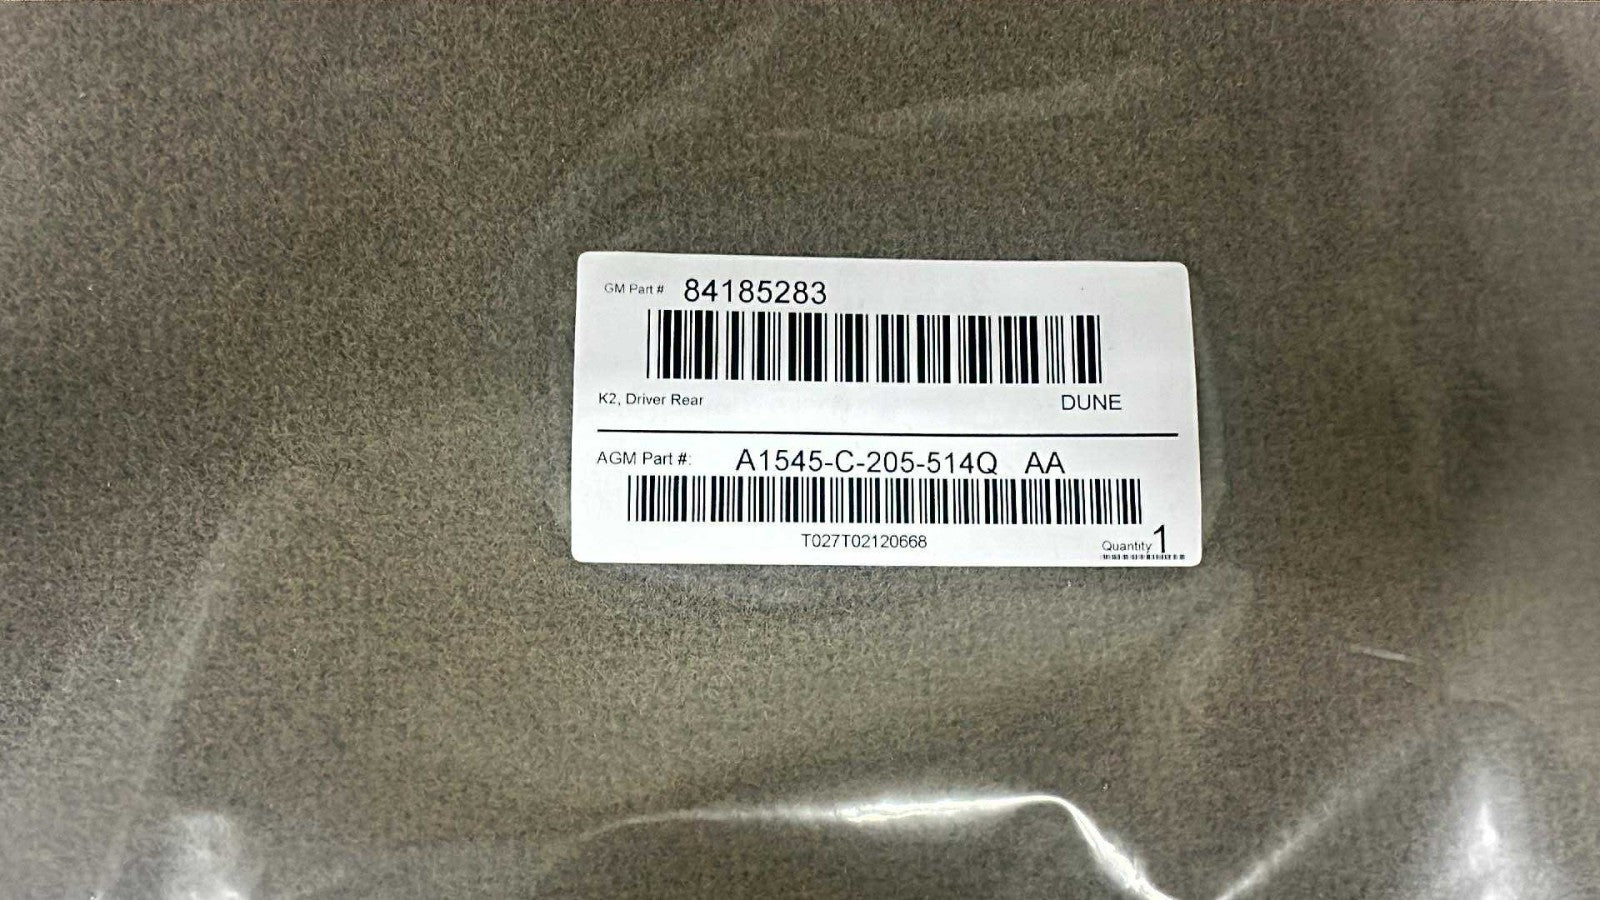 GM Part # 84185283
K2, Driver Rear DUNE
AGM Part #: A1545-C-205-514Q AA
T027T02120668
Quantity 1